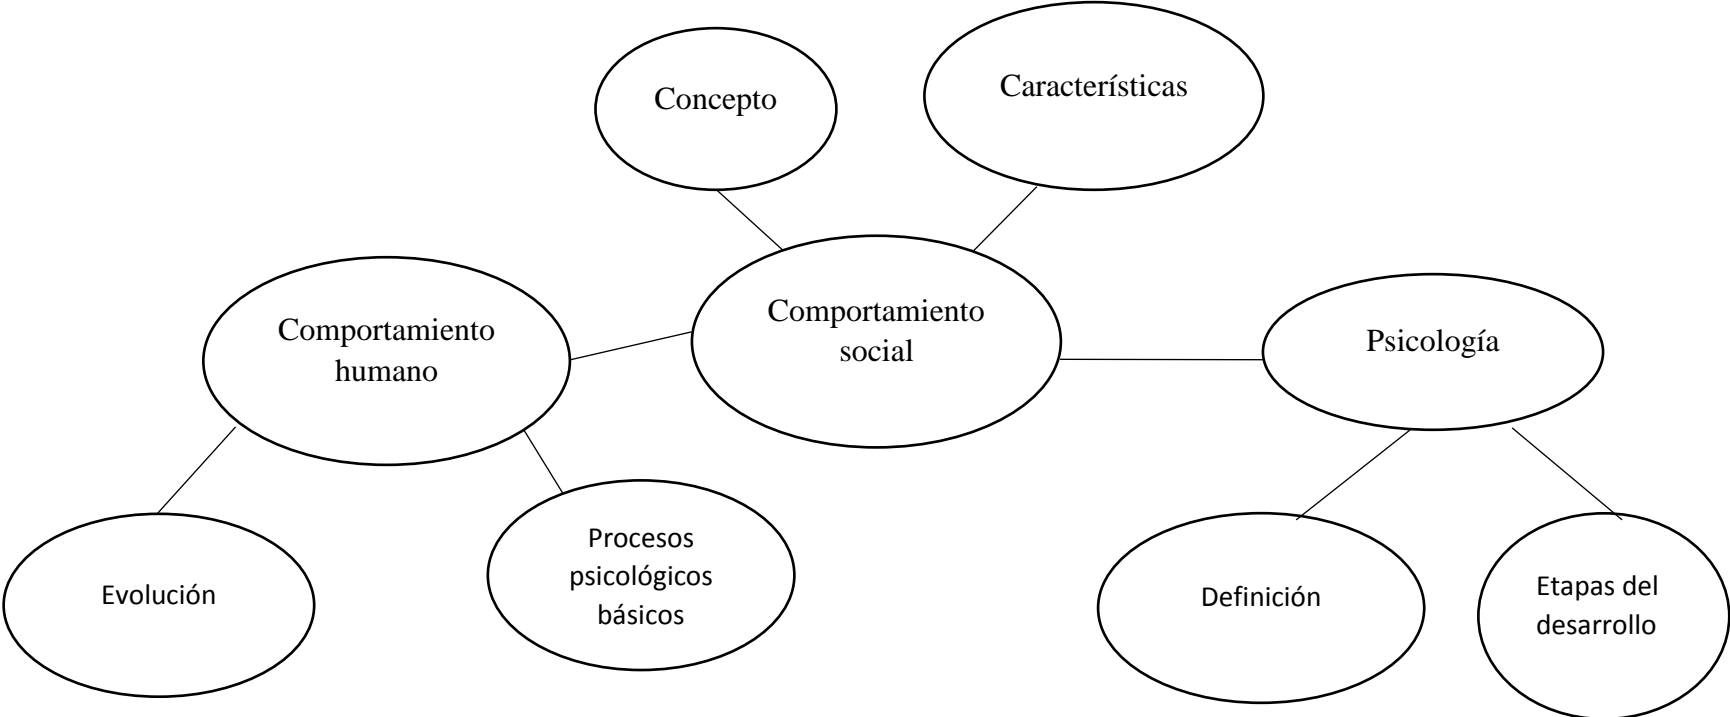 Concepto
Características
Comportamiento
humano
Comportamiento
social
Psicología
Evolución
Procesos
psicológicos
básicos
Definición
Etapas del
desarrollo